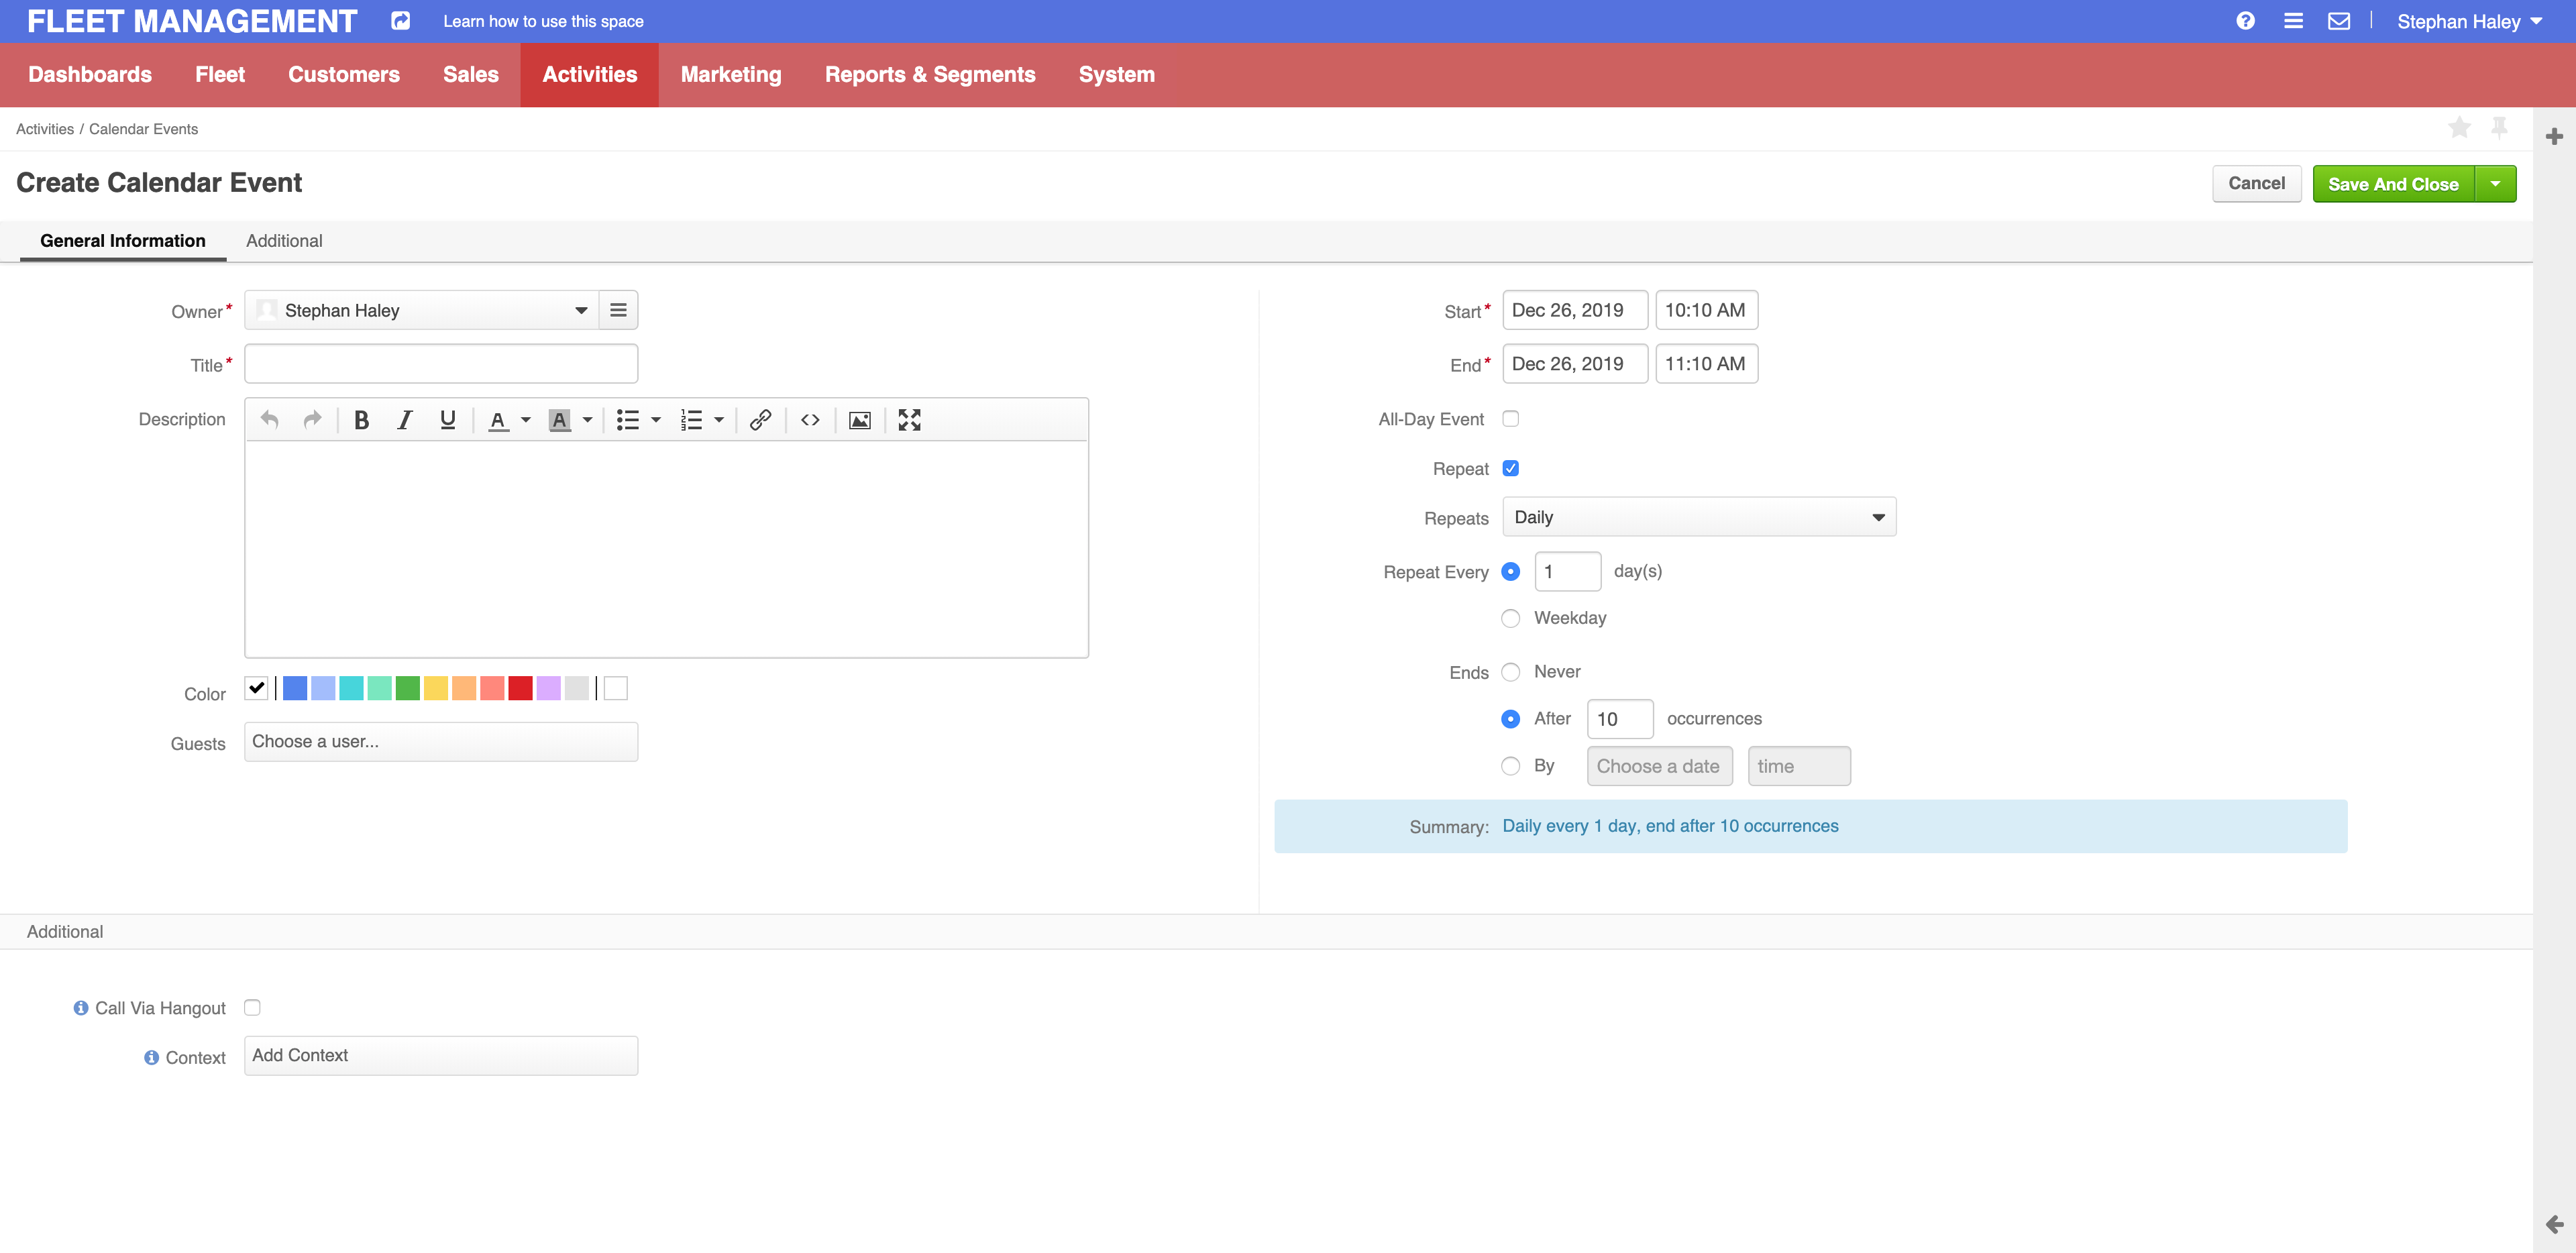 FLEET MANAGEMENT Learn how to use this space Stephan Haley
Dashboards Fleet Customers Sales Activities Marketing Reports & Segments System
Activities / Calendar Events
Create Calendar Event Cancel Save And Close
General Information Additional
Owner* Stephan Haley
Title*
Description
Color
Guests Choose a user...
Start* Dec 26, 2019 10:10 AM
End* Dec 26, 2019 11:10 AM
All-Day Event
Repeat
Repeats Daily
Repeat Every 1 day(s)
Weekday
Ends Never
After 10 occurrences
By Choose a date time
Summary: Daily every 1 day, end after 10 occurrences
Additional
Call Via Hangout
Context Add Context